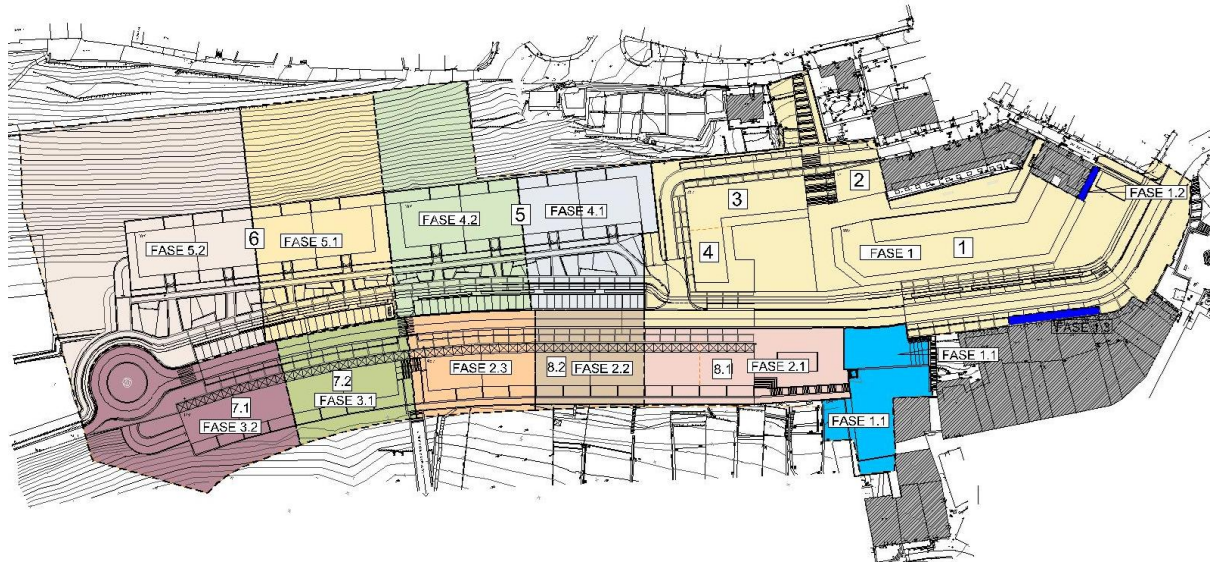 FASE 1.2
2
3
FASE 4.1
5
FASE 4.2
6
FASE 5.1
FASE 5.2
4
FASE 1
1
FASE 1.3
FASE 1.1
8.1
FASE 2.1
8.2
FASE 2.2
FASE 2.3
7.2
FASE 3.1
7.1
FASE 3.2
FASE 1.1